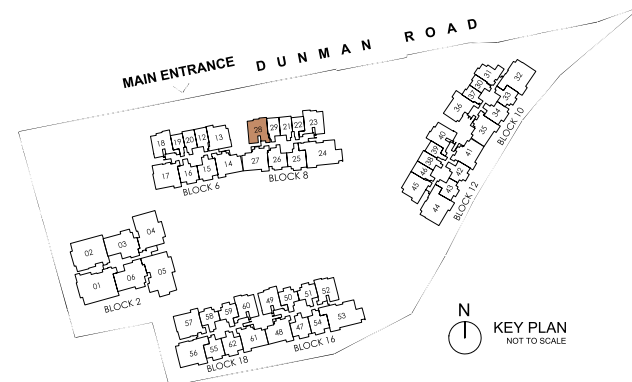 DUNMAN ROAD
MAIN ENTRANCE
18 19 20 12 13
17 16 15 14
BLOCK 6
28 29 21 22 23
27 26 25 24
BLOCK 8
31 32
30
37 33
36 34
35
BLOCK 10
40
39 41
38
46 42
45 43
44
BLOCK 12
02 03 04
01 06 05
BLOCK 2
57 58 59 60
56 55 62 61
BLOCK 18
49 50 51 52
48 47 54 53
BLOCK 16
N
KEY PLAN
NOT TO SCALE